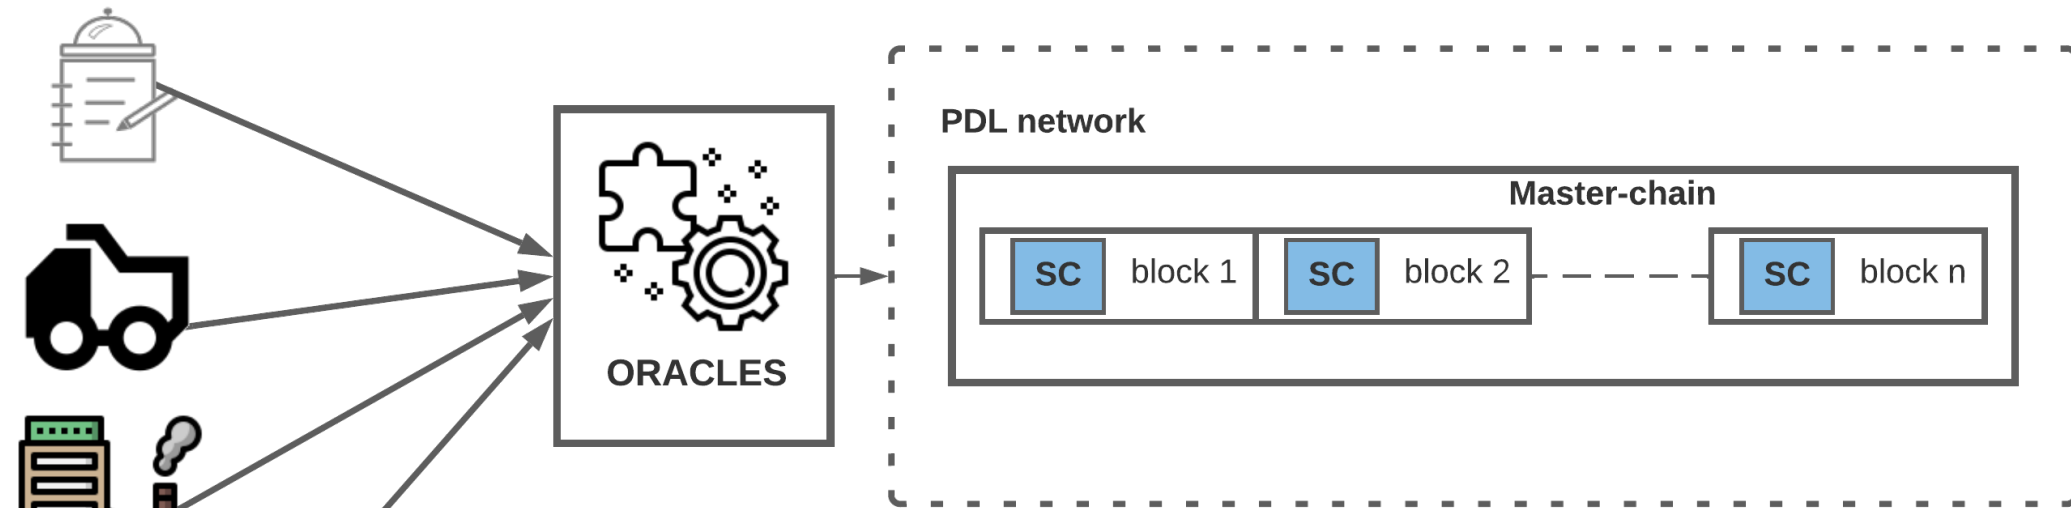 PDL network
Master-chain
SC block 1 SC block 2 SC block n
ORACLES